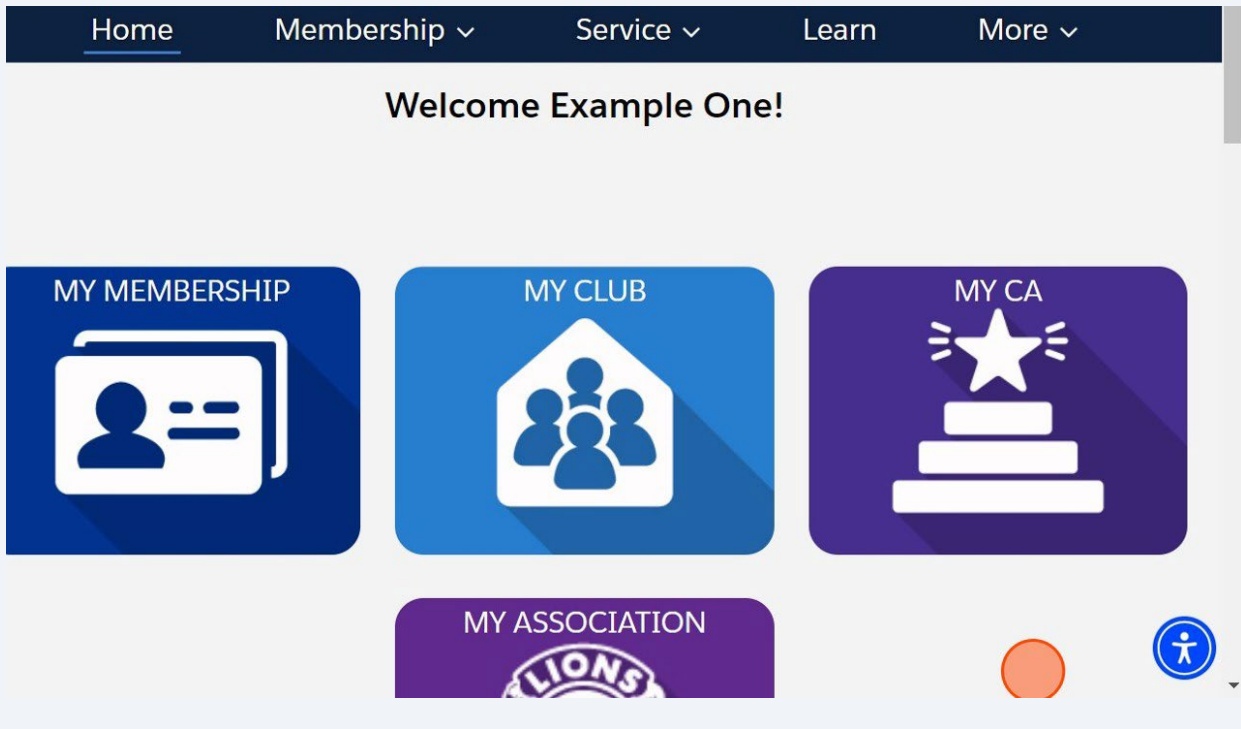 Home Membership Service Learn More
Welcome Example One!
MY MEMBERSHIP MY CLUB MY CA
MY ASSOCIATION
LIONS